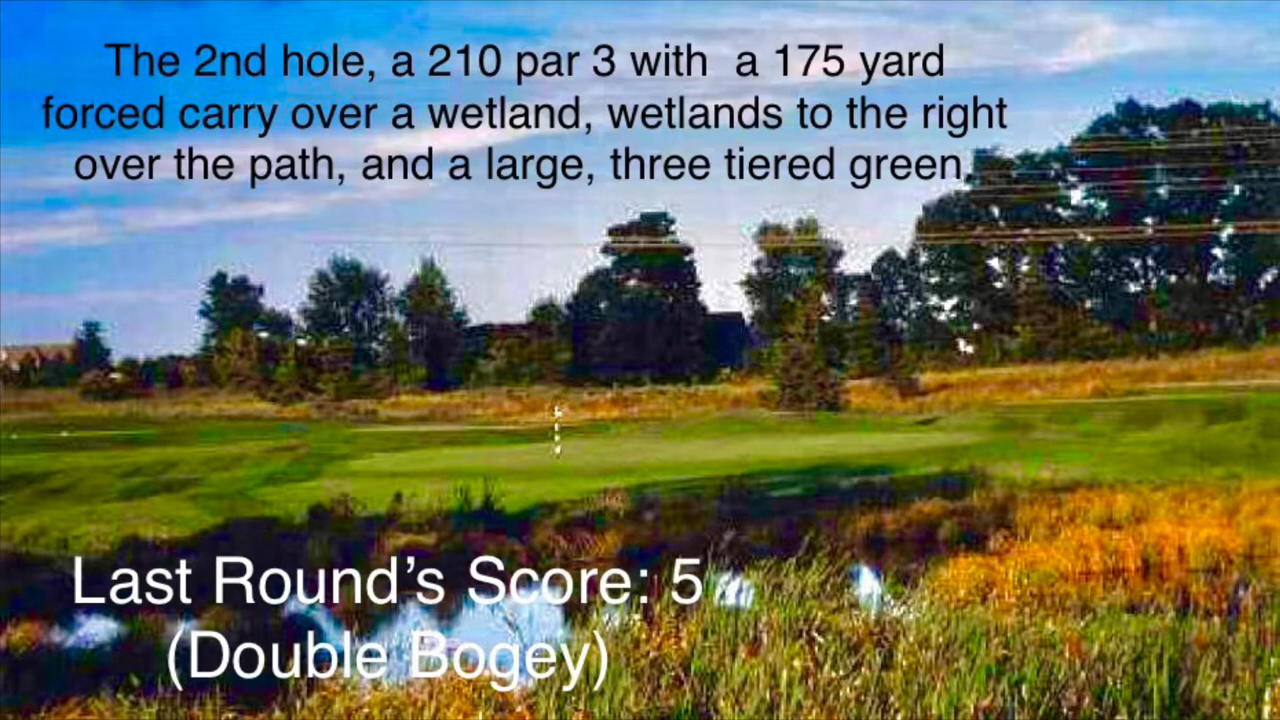 The 2nd hole, a 210 par 3 with  a 175 yard
forced carry over a wetland, wetlands to the right
over the path, and a large, three tiered green.
Last Round’s Score: 5
(Double Bogey)